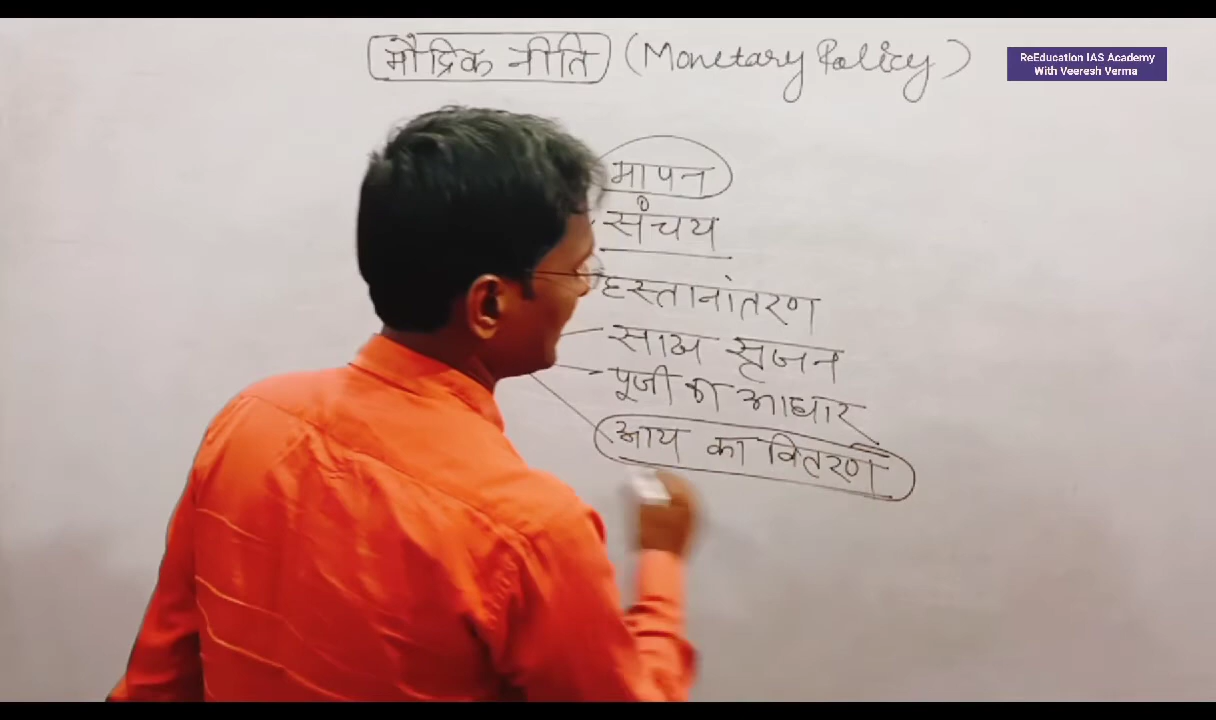 मौद्रिक नीति (Monetary Policy)
ReEducation IAS Academy
With Veeresh Verma
मापन
संचय
हस्तानांतरण
साख सृजन
पूजी का आधार
आय का वितरण